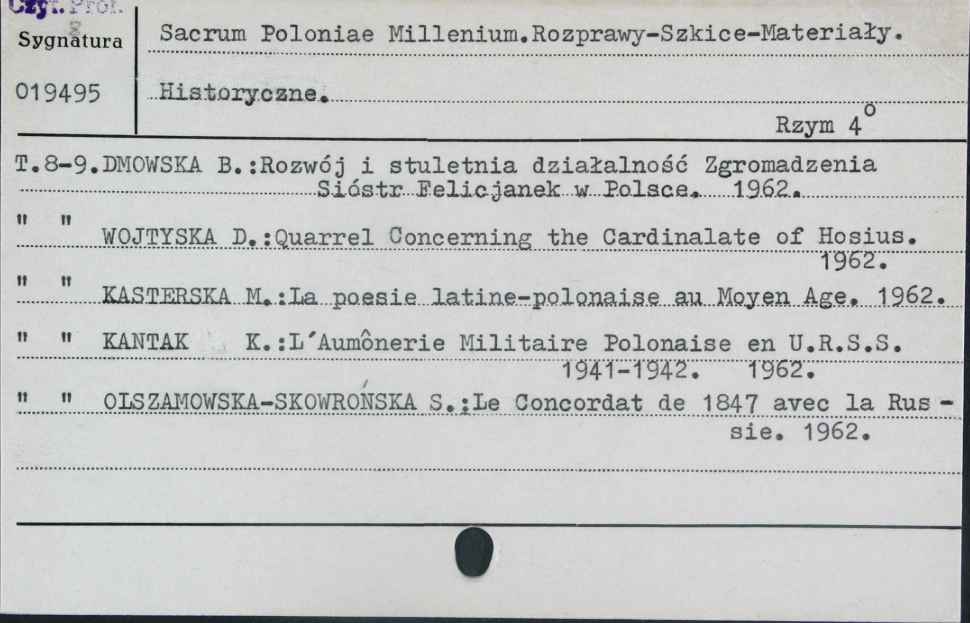 Czyt. Prof.
8
Sygnatura
Sacrum Poloniae Millenium.Rozprawy-Szkice-Materiały.
019495
Historyczne.
Rzym 4°
T.8-9.DMOWSKA B.:Rozwój i stuletnia działalność Zgromadzenia
Sióstr Felicjanek w Polsce. 1962.
" " WOJTYSKA D.:Quarrel Concerning the Cardinalate of Hosius.
1962.
" " KASTERSKA M.:La poesie latine-polonaise au Moyen Age. 1962.
" " KANTAK K.:L'Aumônerie Militaire Polonaise en U.R.S.S.
1941-1942. 1962.
" " OLSZAMOWSKA-SKOWROŃSKA S.:Le Concordat de 1847 avec la Rus-
sie. 1962.